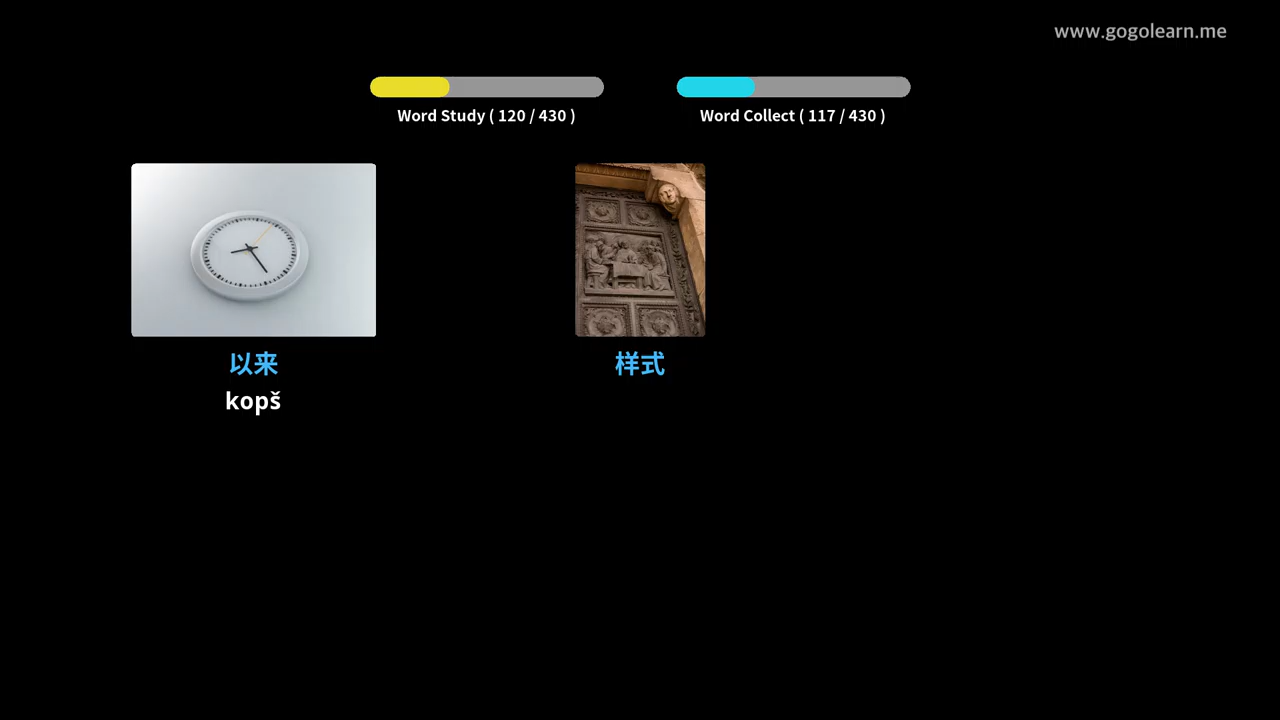 www.gogolearn.me
Word Study ( 120 / 430 )
Word Collect ( 117 / 430 )
以来
样式
kopš